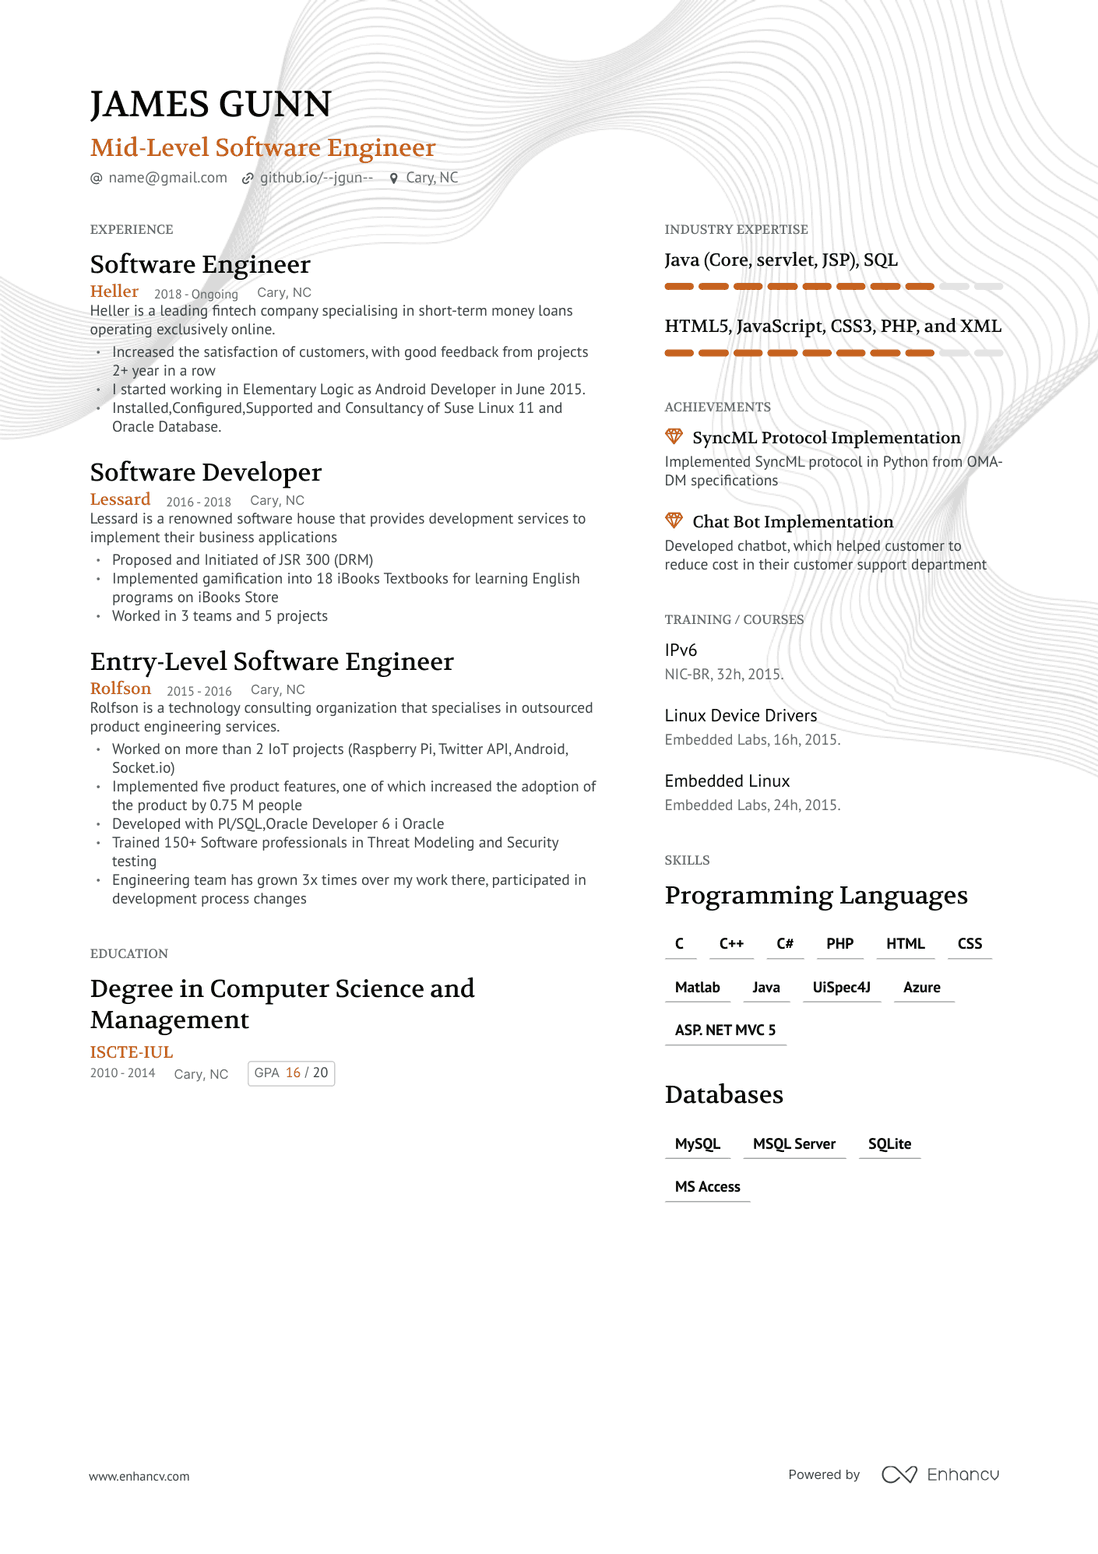 JAMES GUNN
Mid-Level Software Engineer
@ name@gmail.com github.io/--jgun-- Cary, NC
EXPERIENCE
Software Engineer
Heller 2018 - Ongoing Cary, NC
Heller is a leading fintech company specialising in short-term money loans
operating exclusively online.
• Increased the satisfaction of customers, with good feedback from projects
2+ year in a row
• I started working in Elementary Logic as Android Developer in June 2015.
• Installed,Configured,Supported and Consultancy of Suse Linux 11 and
Oracle Database.
Software Developer
Lessard 2016 - 2018 Cary, NC
Lessard is a renowned software house that provides development services to
implement their business applications
• Proposed and Initiated of JSR 300 (DRM)
• Implemented gamification into 18 iBooks Textbooks for learning English
programs on iBooks Store
• Worked in 3 teams and 5 projects
Entry-Level Software Engineer
Rolfson 2015 - 2016 Cary, NC
Rolfson is a technology consulting organization that specialises in outsourced
product engineering services.
• Worked on more than 2 IoT projects (Raspberry Pi, Twitter API, Android,
Socket.io)
• Implemented five product features, one of which increased the adoption of
the product by 0.75 M people
• Developed with Pl/SQL,Oracle Developer 6 i Oracle
• Trained 150+ Software professionals in Threat Modeling and Security
testing
• Engineering team has grown 3x times over my work there, participated in
development process changes
EDUCATION
Degree in Computer Science and
Management
ISCTE-IUL
2010 - 2014 Cary, NC GPA 16 / 20
INDUSTRY EXPERTISE
Java (Core, servlet, JSP), SQL
HTML5, JavaScript, CSS3, PHP, and XML
ACHIEVEMENTS
SyncML Protocol Implementation
Implemented SyncML protocol in Python from OMA-
DM specifications
Chat Bot Implementation
Developed chatbot, which helped customer to
reduce cost in their customer support department
TRAINING / COURSES
IPv6
NIC-BR, 32h, 2015.
Linux Device Drivers
Embedded Labs, 16h, 2015.
Embedded Linux
Embedded Labs, 24h, 2015.
SKILLS
Programming Languages
C C++ C# PHP HTML CSS
Matlab Java UiSpec4J Azure
ASP. NET MVC 5
Databases
MySQL MSQL Server SQLite
MS Access
www.enhancv.com
Powered by Enhancv